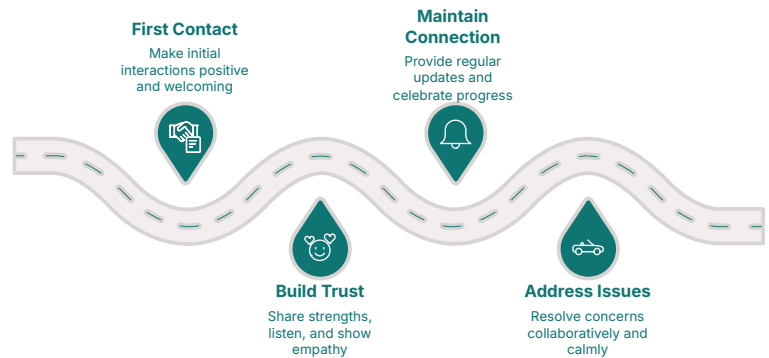 First Contact
Make initial
interactions positive
and welcoming
Build Trust
Share strengths,
listen, and show
empathy
Maintain
Connection
Provide regular
updates and
celebrate progress
Address Issues
Resolve concerns
collaboratively and
calmly